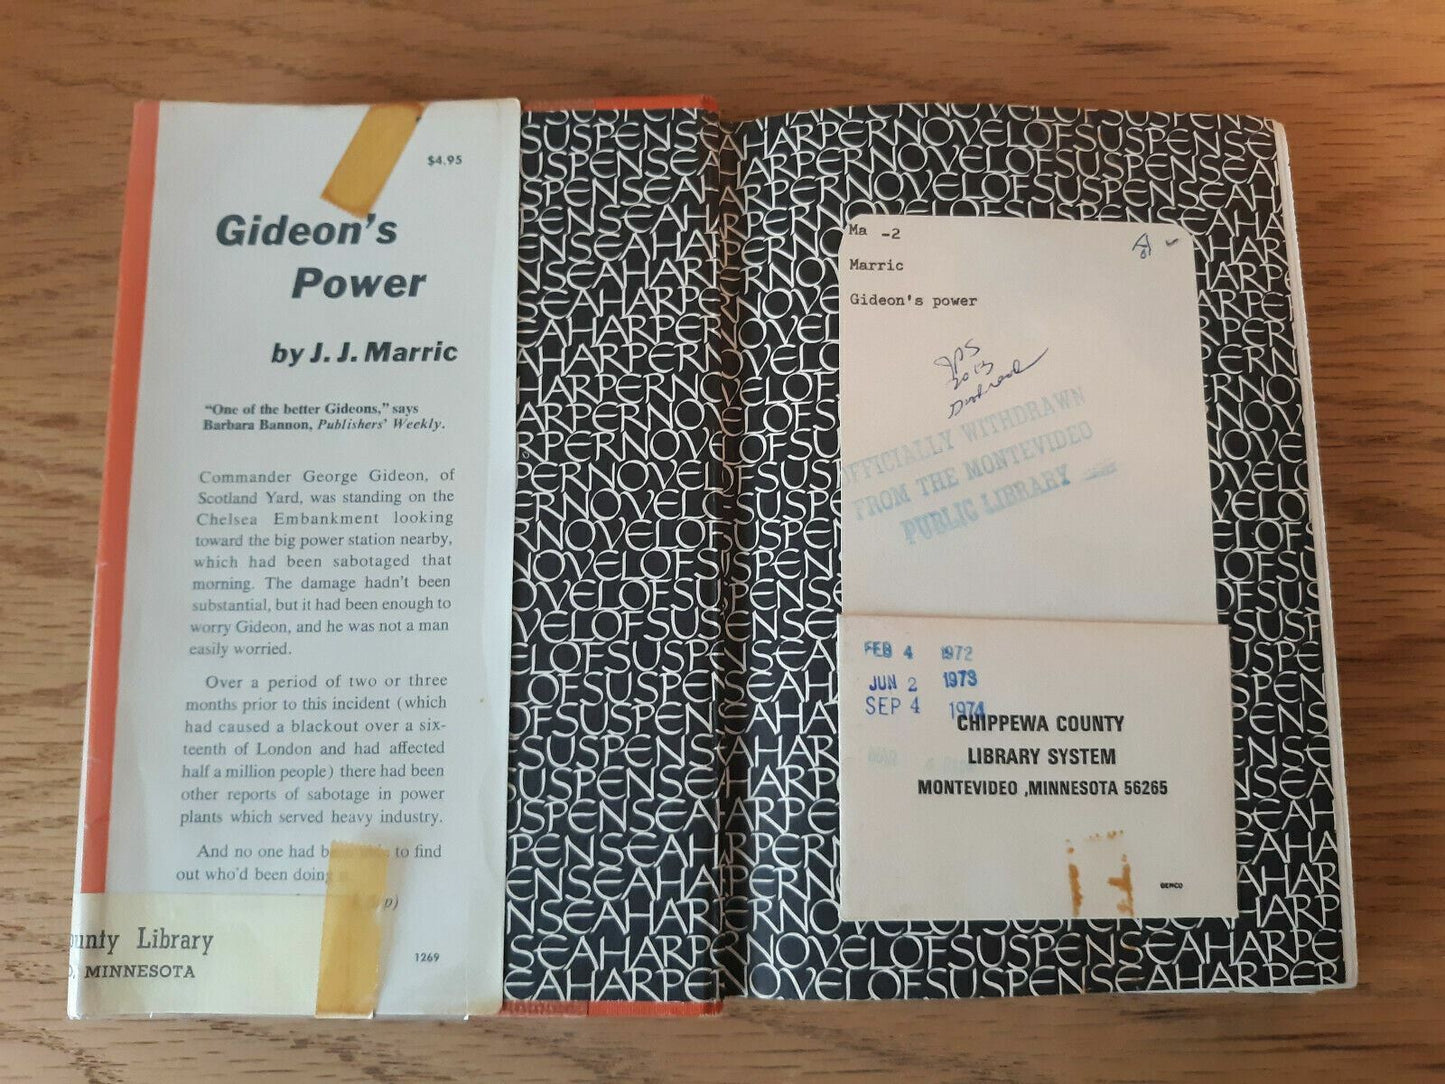 $4.95
Gideon's
Power
by J. J. Marric
"One of the better Gideons," says
Barbara Bannon, Publishers' Weekly.
Commander George Gideon, of
Scotland Yard, was standing on the
Chelsea Embankment looking
toward the big power station nearby,
which had been sabotaged that
morning. The damage hadn't been
substantial, but it had been enough to
worry Gideon, and he was not a man
easily worried.
Over a period of two or three
months prior to this incident (which
had caused a blackout over a six-
teenth of London and had affected
half a million people) there had been
other reports of sabotage in power
plants which served heavy industry.
And no one had b to find
out who'd been doing
unty Library
O, MINNESOTA
1269
AHARPERNOVELOFSUSPENSEAHARPERNOVELOFSUSPENSE
Ma -2
Marric
Gideon's power
2013
OFFICIALLY WITHDRAWN
FROM THE MONTEVIDEO
PUBLIC LIBRARY
FEB 4 1972
JUN 2 1973
SEP 4 1974
MAR
CHIPPEWA COUNTY
LIBRARY SYSTEM
MONTEVIDEO ,MINNESOTA 56265
DEMCO